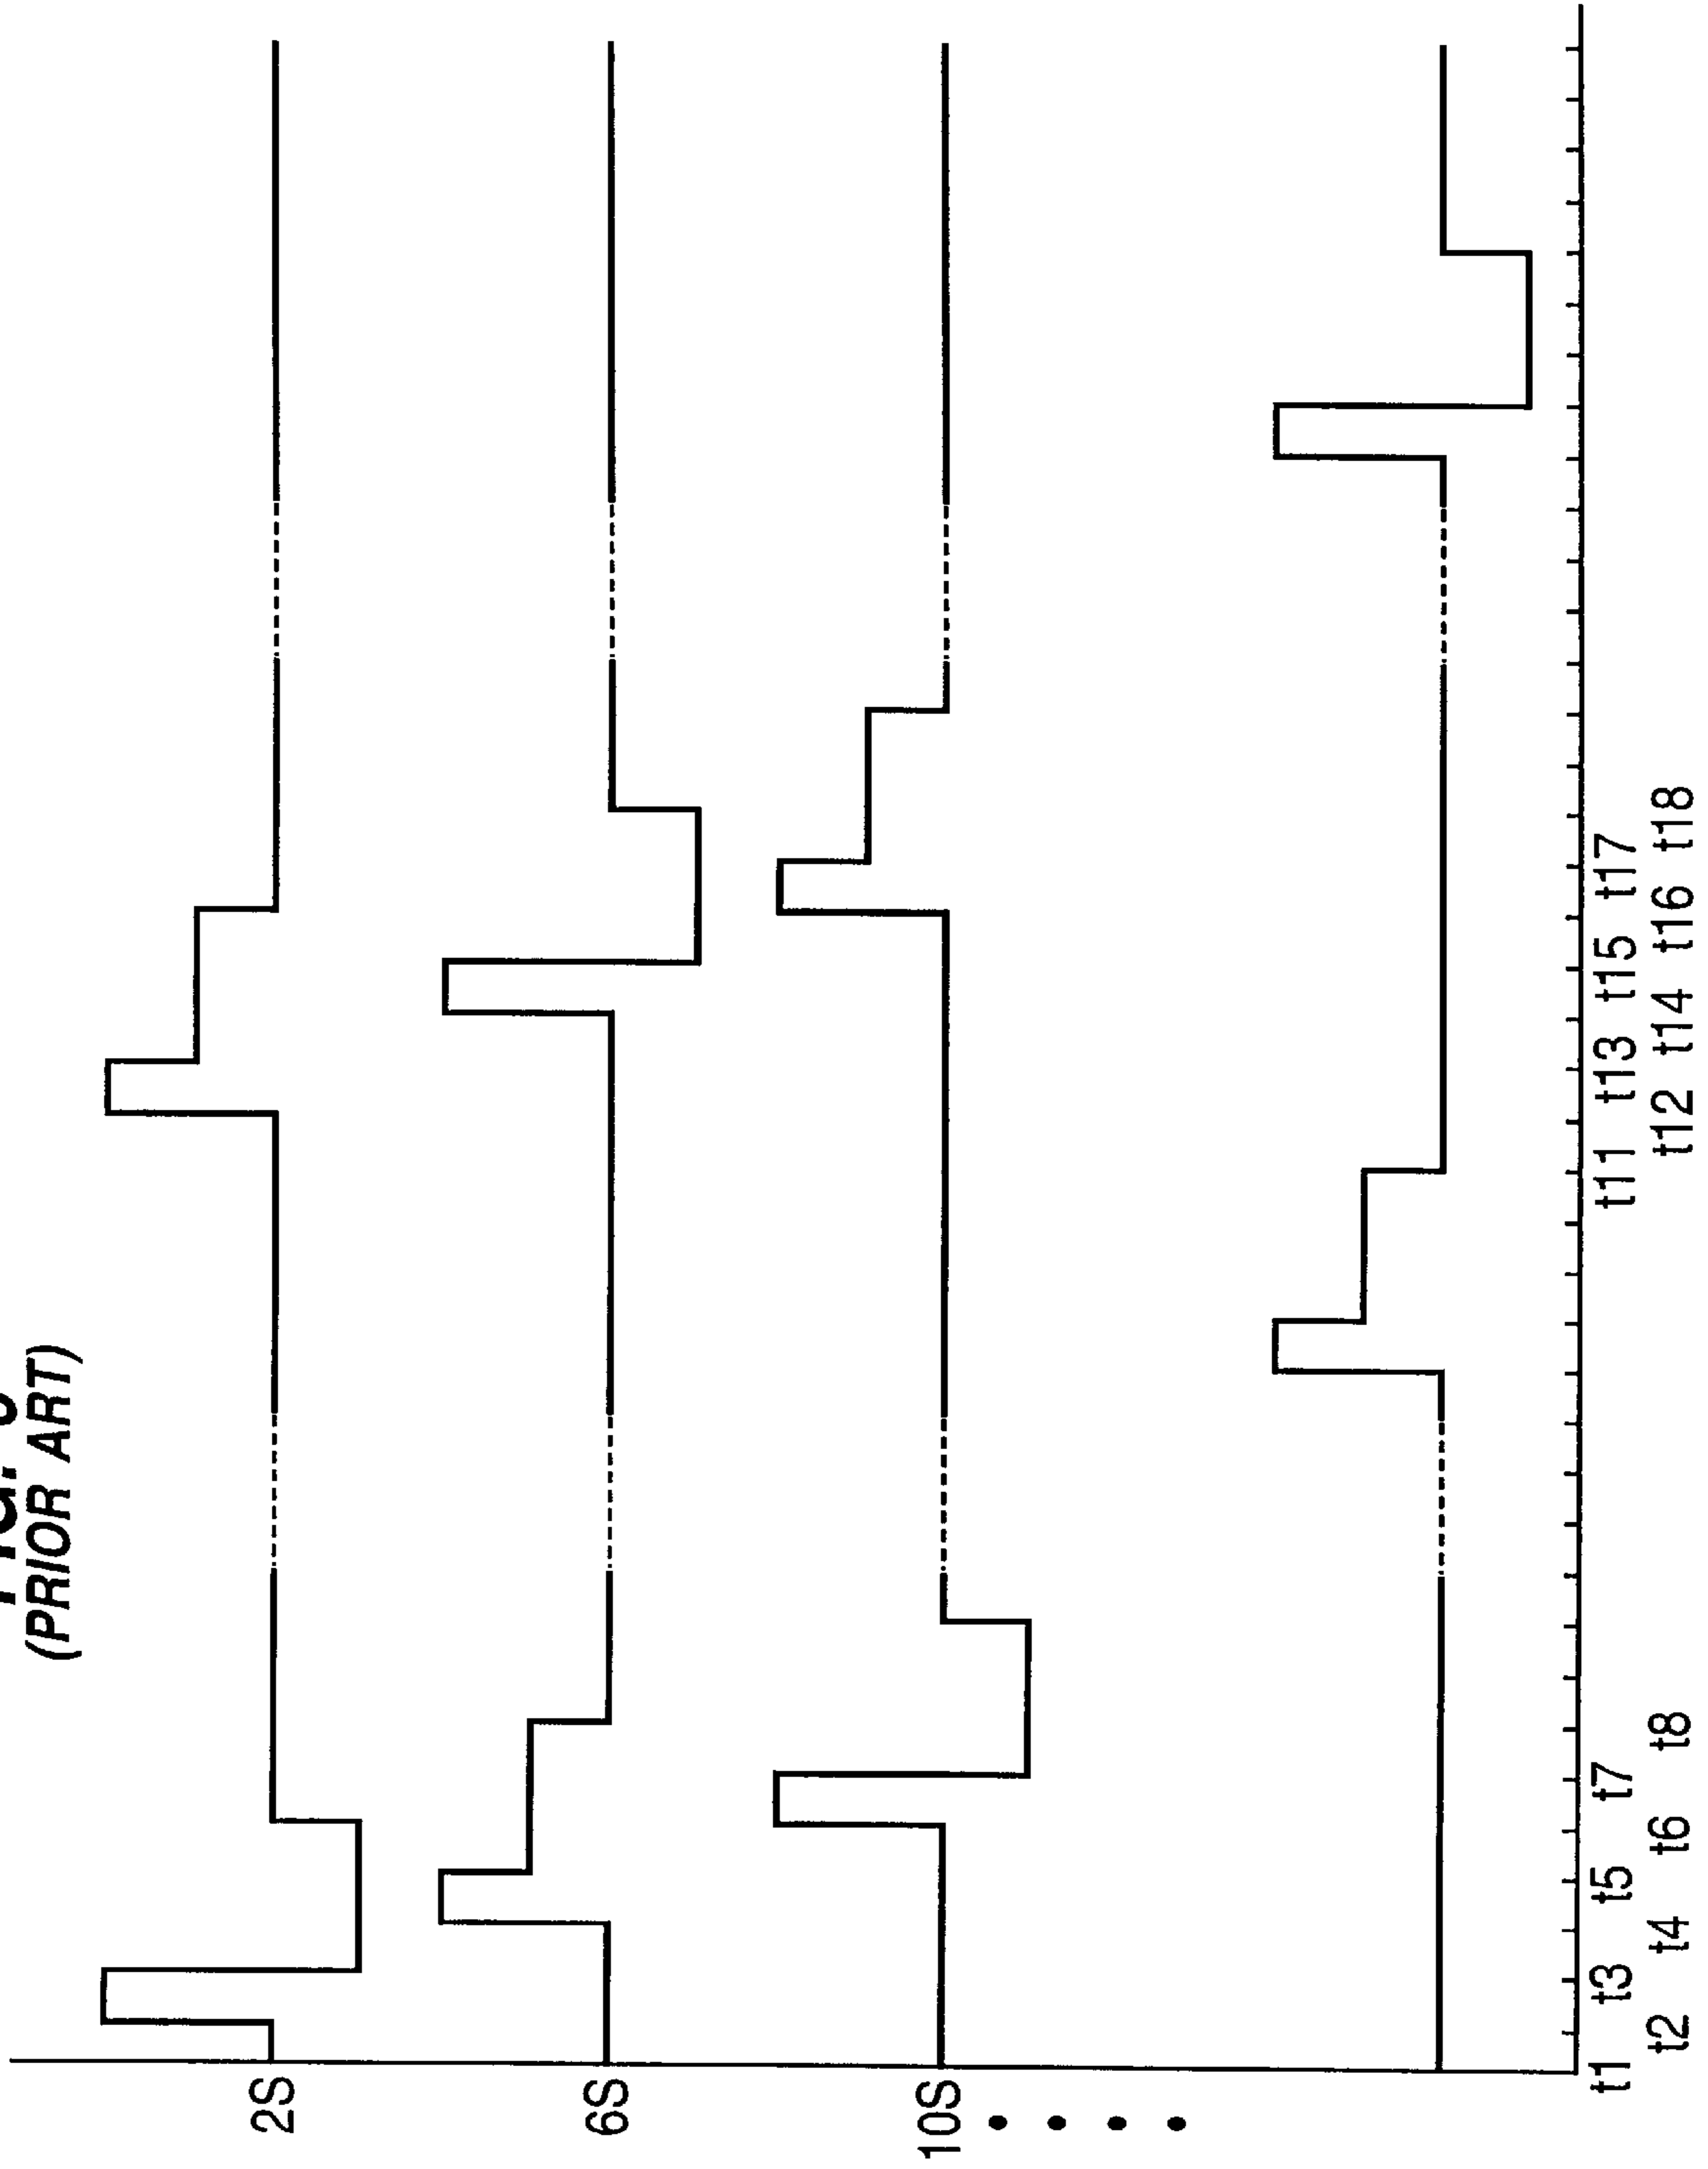 (PRIOR ART)
2S
6S
10S
t1 t3 t5 t7 t11 t13 t15 t17
t2 t4 t6 t8 t12 t14 t16 t18